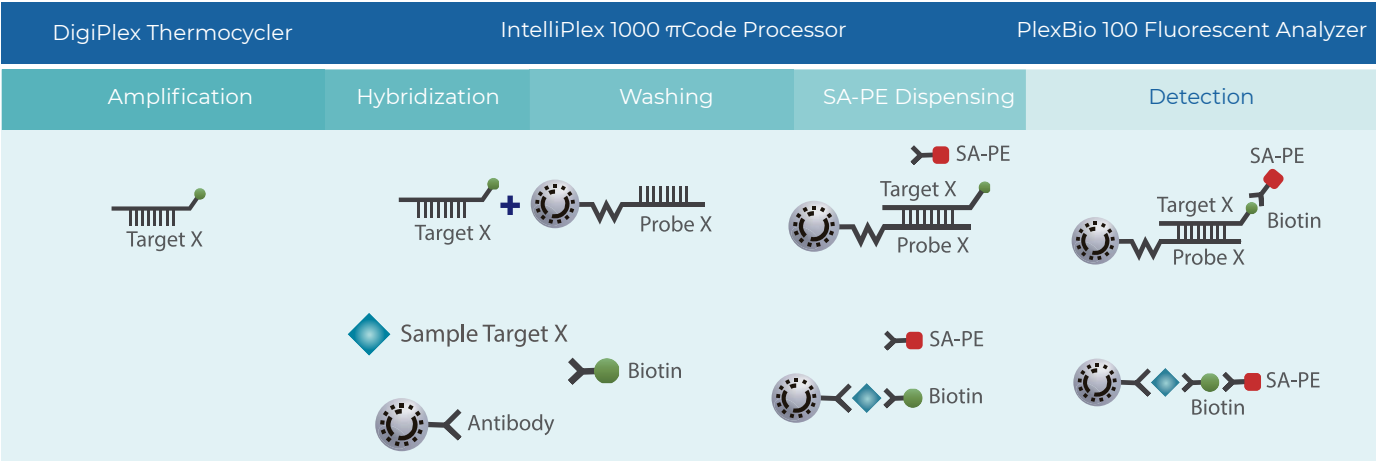 DigiPlex Thermocycler
IntelliPlex 1000 πCode Processor
PlexBio 100 Fluorescent Analyzer
Amplification
Hybridization
Washing
SA-PE Dispensing
Detection
Target X
Target X
Probe X
SA-PE
Target X
Probe X
SA-PE
Target X
Biotin
Probe X
Sample Target X
Biotin
Antibody
SA-PE
Biotin
SA-PE
Biotin